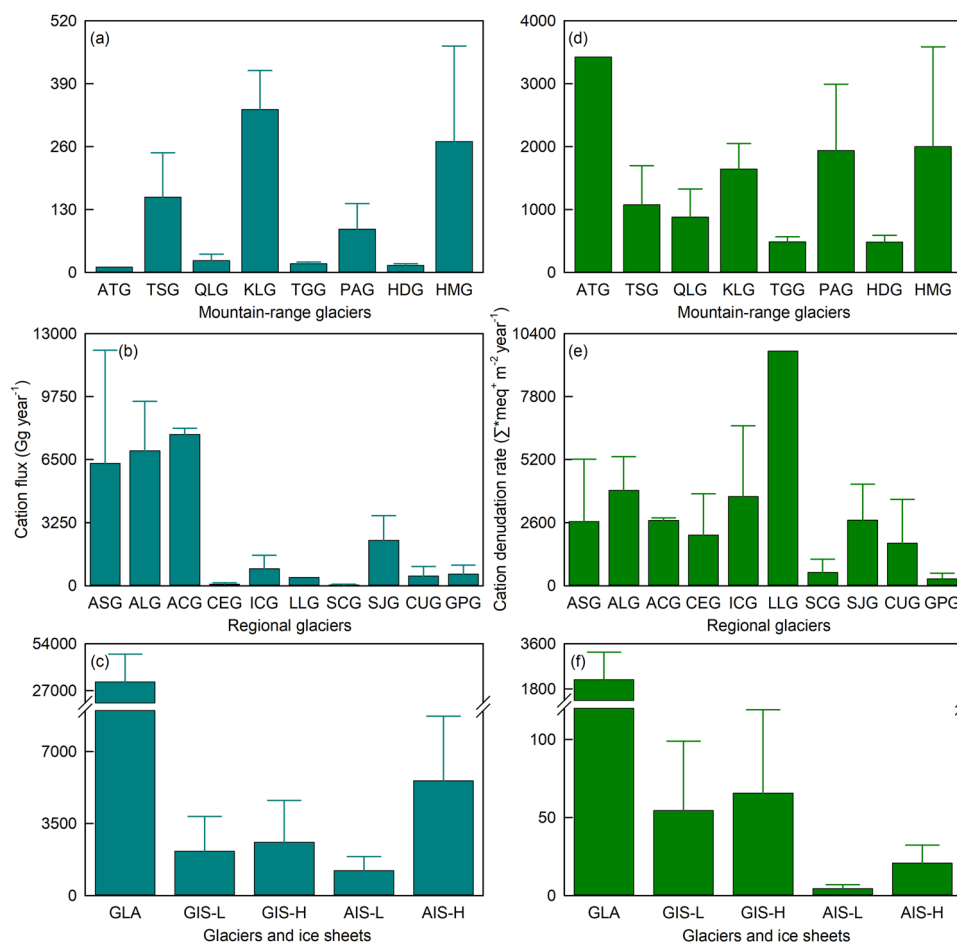 (a)
520
390
260
130
0
ATG TSG QLG KLG TGG PAG HDG HMG
Mountain-range glaciers
(b)
13000
9750
6500
3250
0
ASG ALG ACG CEG ICG LLG SCG SJG CUG GPG
Regional glaciers
Cation flux (Gg year⁻¹)
(c)
54000
27000
7000
3500
0
GLA GIS-L GIS-H AIS-L AIS-H
Glaciers and ice sheets
(d)
4000
3000
2000
1000
0
ATG TSG QLG KLG TGG PAG HDG HMG
Mountain-range glaciers
(e)
10400
7800
5200
2600
0
ASG ALG ACG CEG ICG LLG SCG SJG CUG GPG
Regional glaciers
Cation denudation rate (∑*meq⁺ m⁻² year⁻¹)
(f)
3600
1800
100
50
0
GLA GIS-L GIS-H AIS-L AIS-H
Glaciers and ice sheets